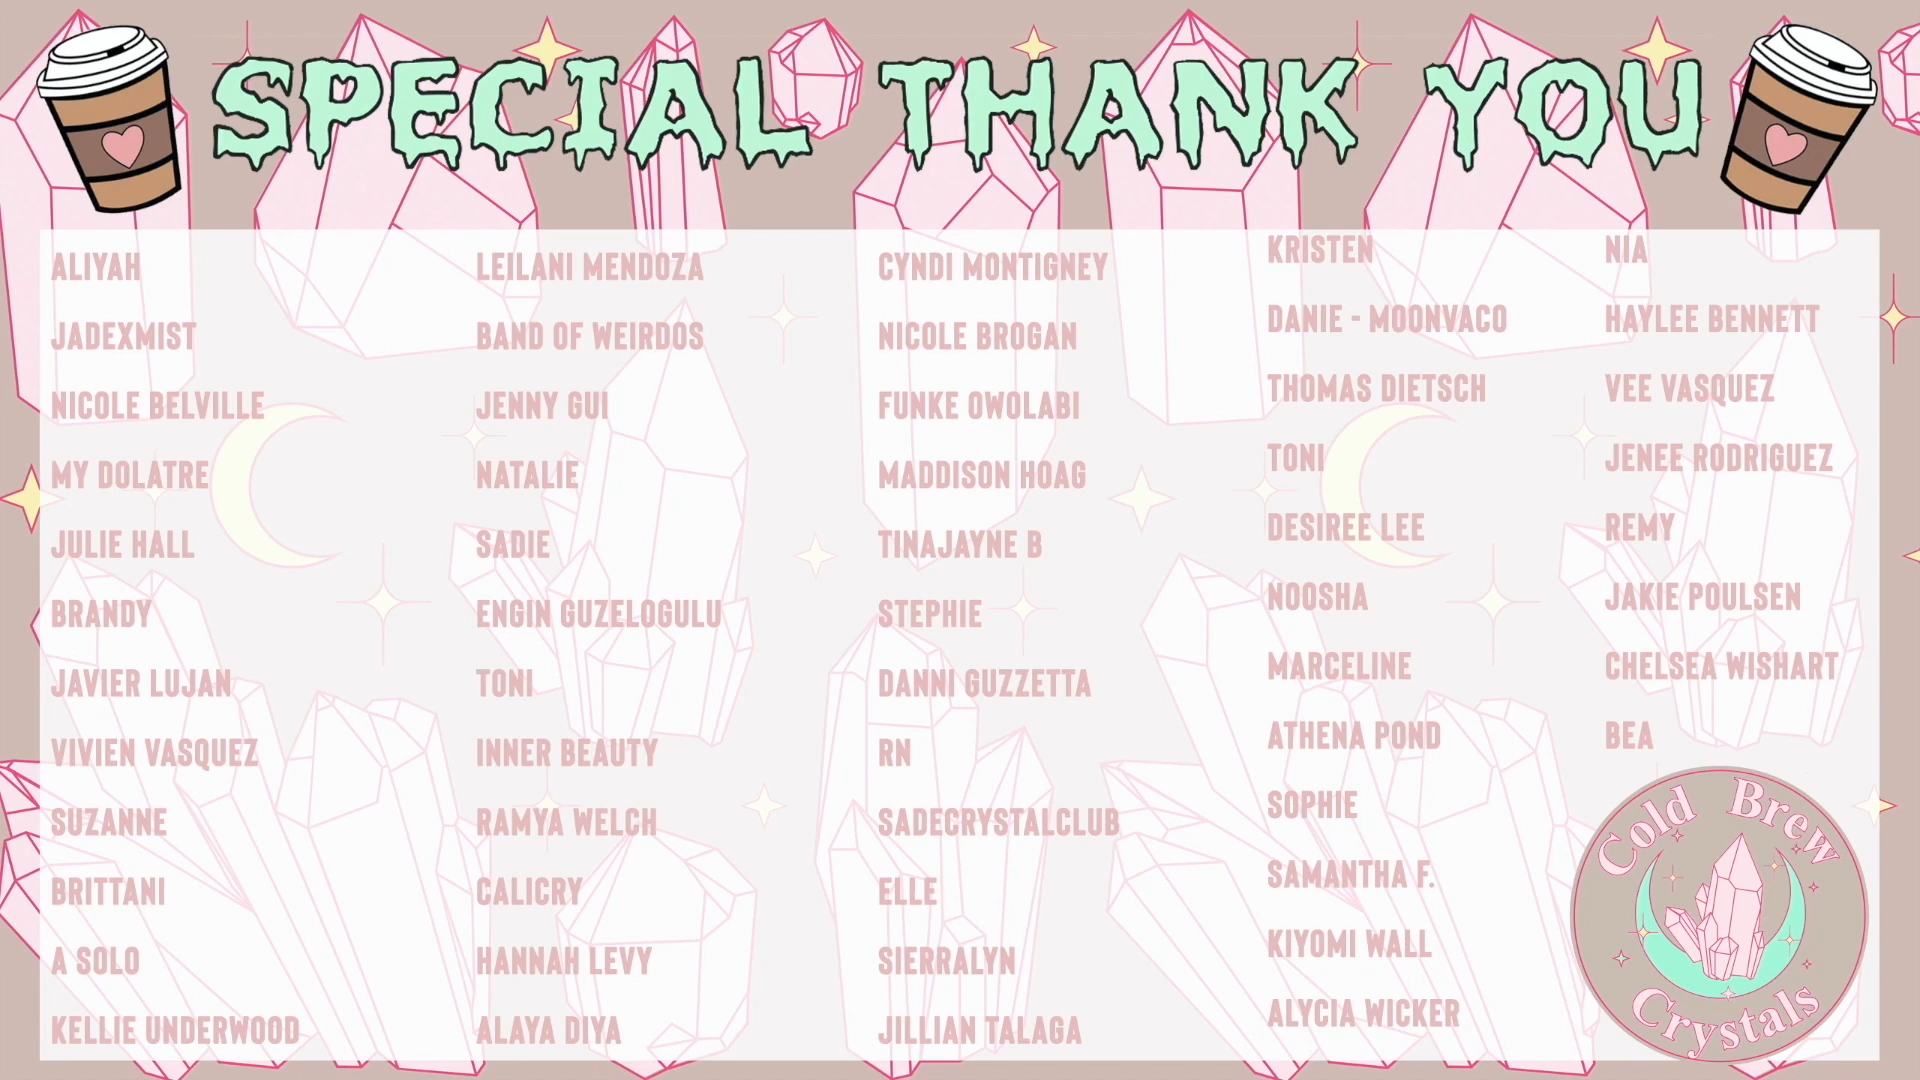 SPECIAL THANK YOU
ALIYAH
JADEXMIST
NICOLE BELVILLE
MY DOLATRE
JULIE HALL
BRANDY
JAVIER LUJAN
VIVIEN VASQUEZ
SUZANNE
BRITTANI
A SOLO
KELLIE UNDERWOOD
LEILANI MENDOZA
BAND OF WEIRDOS
JENNY GUI
NATALIE
SADIE
ENGIN GUZELOGULU
TONI
INNER BEAUTY
RAMYA WELCH
CALICRY
HANNAH LEVY
ALAYA DIYA
CYNDI MONTIGNEY
NICOLE BROGAN
FUNKE OWOLABI
MADDISON HOAG
TINAJAYNE B
STEPHIE
DANNI GUZZETTA
RN
SADECRYSTALCLUB
ELLE
SIERRALYN
JILLIAN TALAGA
KRISTEN
DANIE - MOONVACO
THOMAS DIETSCH
TONI
DESIREE LEE
NOOSHA
MARCELINE
ATHENA POND
SOPHIE
SAMANTHA F.
KIYOMI WALL
ALYCIA WICKER
NIA
HAYLEE BENNETT
VEE VASQUEZ
JENEE RODRIGUEZ
REMY
JAKIE POULSEN
CHELSEA WISHART
BEA
Cold Brew
Crystals